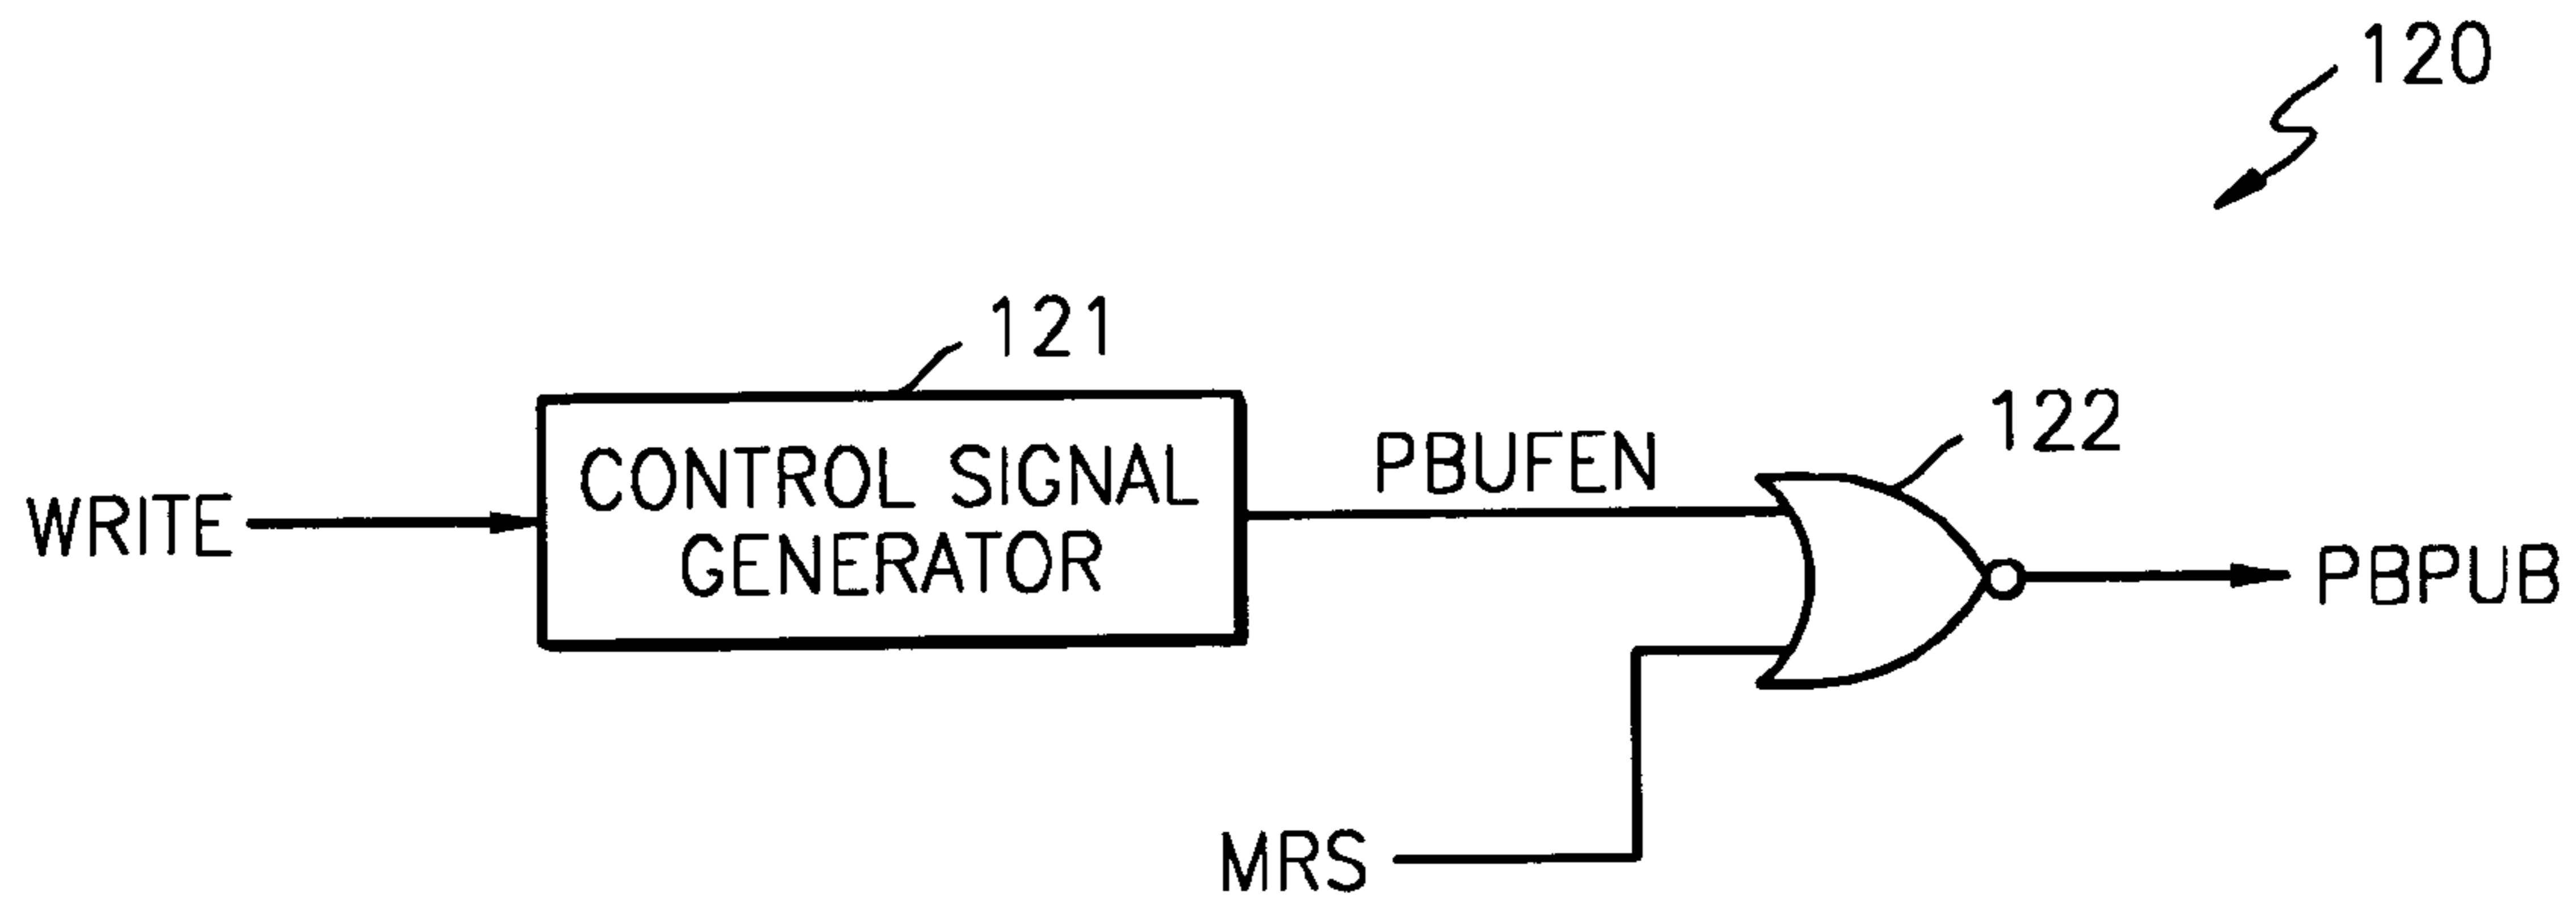 120
121
CONTROL SIGNAL
GENERATOR
WRITE
PBUFEN
122
PBPUB
MRS